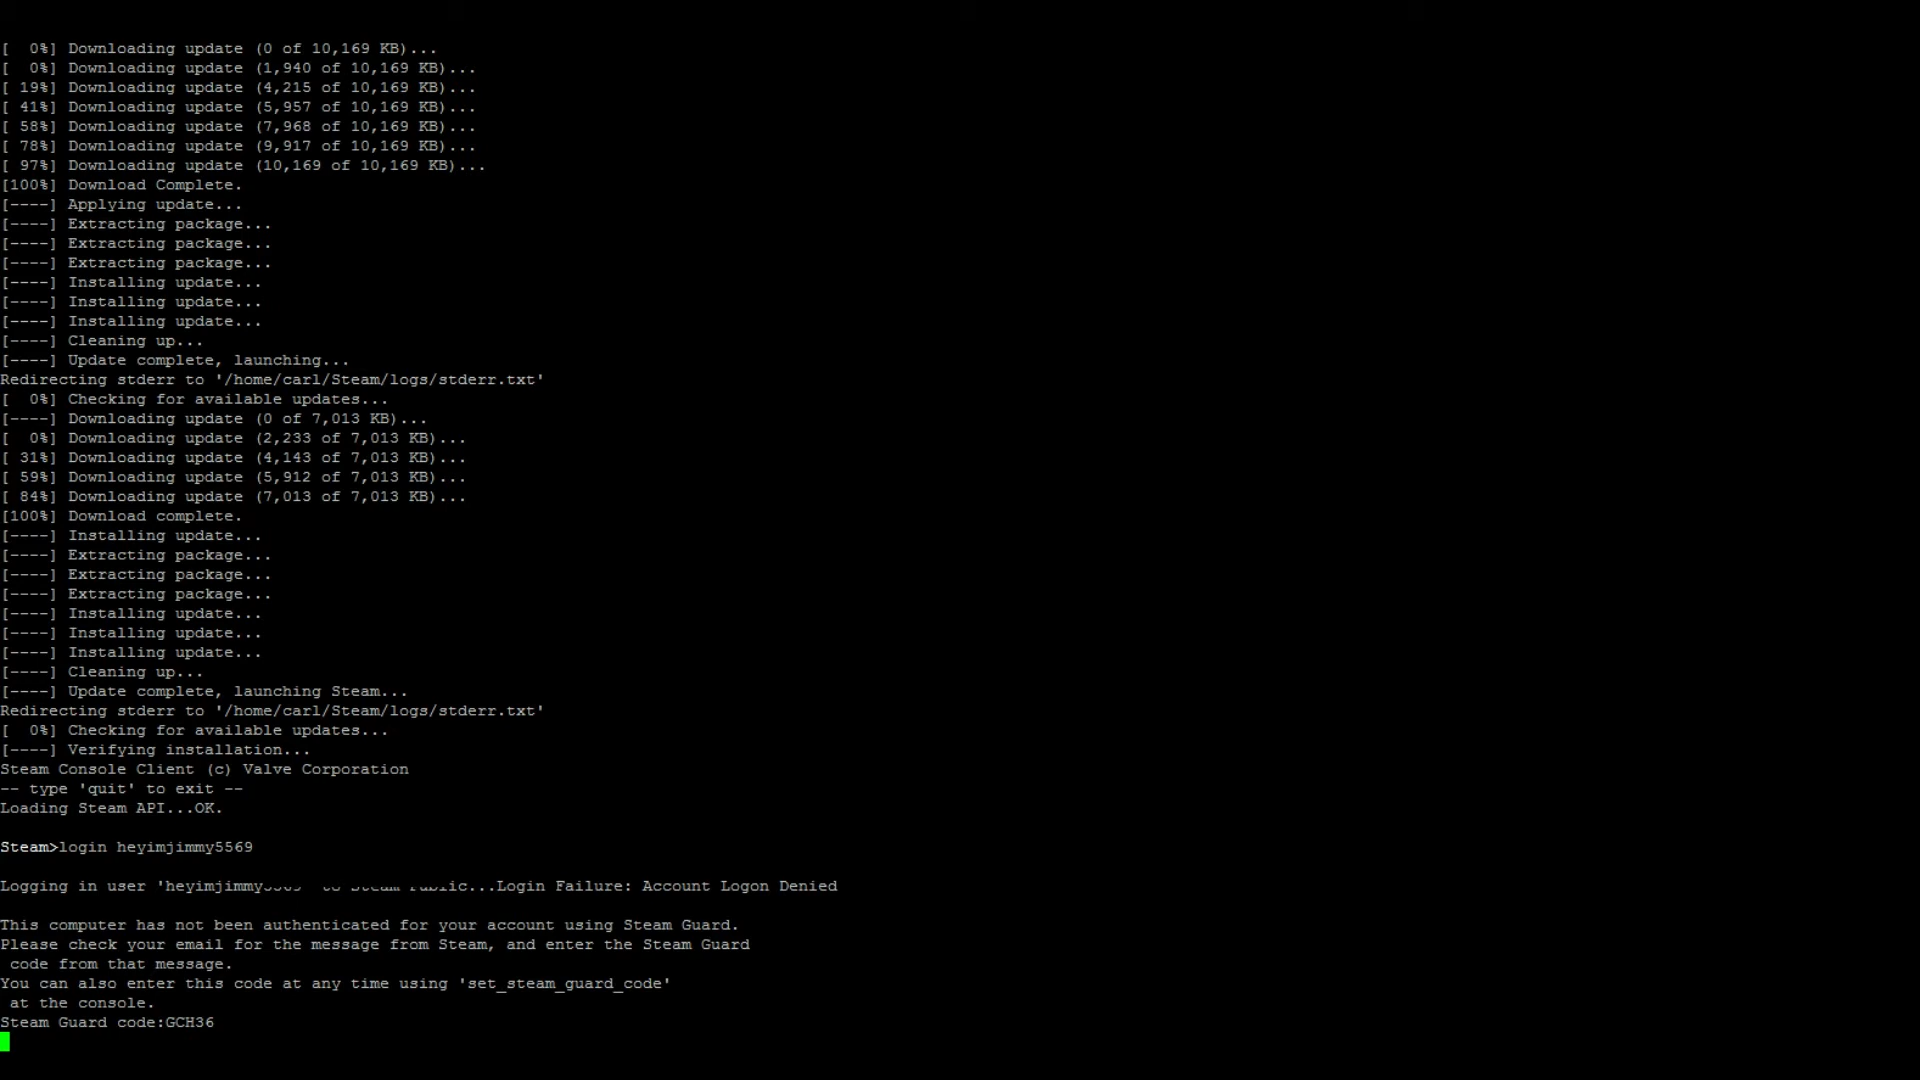 [  0%] Downloading update (0 of 10,169 KB)...
[  0%] Downloading update (1,940 of 10,169 KB)...
[ 19%] Downloading update (4,215 of 10,169 KB)...
[ 41%] Downloading update (5,957 of 10,169 KB)...
[ 58%] Downloading update (7,968 of 10,169 KB)...
[ 78%] Downloading update (9,917 of 10,169 KB)...
[ 97%] Downloading update (10,169 of 10,169 KB)...
[100%] Download Complete.
[----] Applying update...
[----] Extracting package...
[----] Extracting package...
[----] Extracting package...
[----] Installing update...
[----] Installing update...
[----] Installing update...
[----] Cleaning up...
[----] Update complete, launching...
Redirecting stderr to '/home/carl/Steam/logs/stderr.txt'
[  0%] Checking for available updates...
[----] Downloading update (0 of 7,013 KB)...
[  0%] Downloading update (2,233 of 7,013 KB)...
[ 31%] Downloading update (4,143 of 7,013 KB)...
[ 59%] Downloading update (5,912 of 7,013 KB)...
[ 84%] Downloading update (7,013 of 7,013 KB)...
[100%] Download complete.
[----] Installing update...
[----] Extracting package...
[----] Extracting package...
[----] Extracting package...
[----] Installing update...
[----] Installing update...
[----] Installing update...
[----] Cleaning up...
[----] Update complete, launching Steam...
Redirecting stderr to '/home/carl/Steam/logs/stderr.txt'
[  0%] Checking for available updates...
[----] Verifying installation...
Steam Console Client (c) Valve Corporation
-- type 'quit' to exit --
Loading Steam API...OK.
Steam>login heyimjimmy5569
Logging in user 'heyimjimmy5569' to Steam Public...Login Failure: Account Logon Denied
This computer has not been authenticated for your account using Steam Guard.
Please check your email for the message from Steam, and enter the Steam Guard
code from that message.
You can also enter this code at any time using 'set_steam_guard_code'
at the console.
Steam Guard code:GCH36